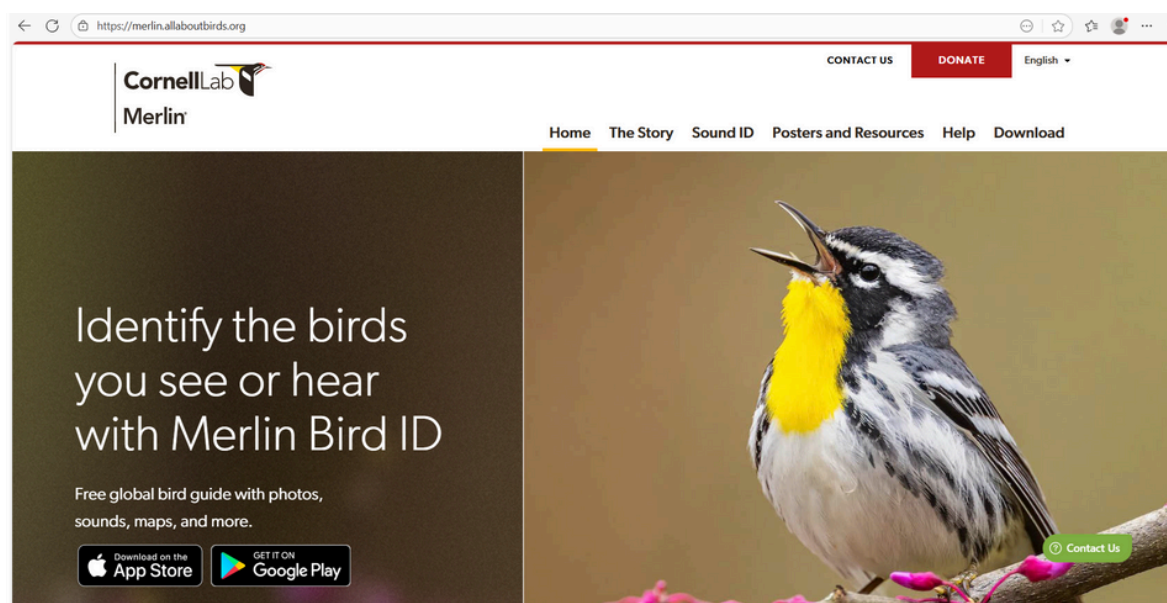 https://merlin.allaboutbirds.org
CONTACT US
DONATE
English
CornellLab
Merlin
Home The Story Sound ID Posters and Resources Help Download
Identify the birds
you see or hear
with Merlin Bird ID
Free global bird guide with photos,
sounds, maps, and more.
Download on the
App Store
GET IT ON
Google Play
Contact Us